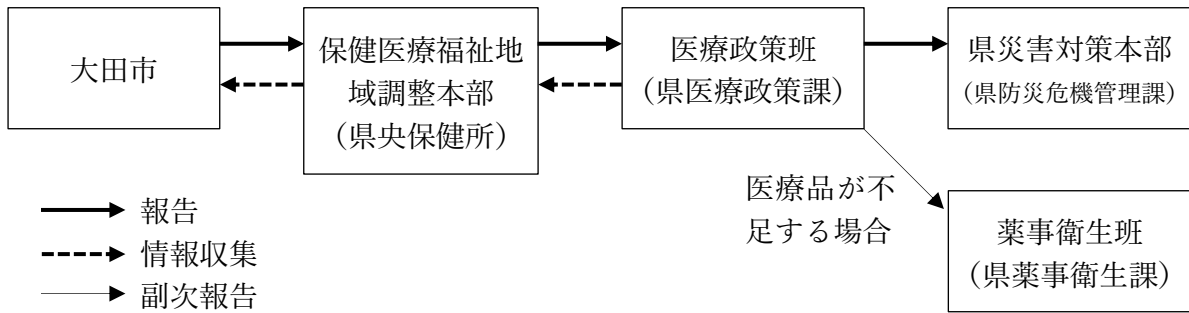 大田市
保健医療福祉地
域調整本部
（県央保健所）
医療政策班
（県医療政策課）
県災害対策本部
（県防災危機管理課）
医療品が不
足する場合
薬事衛生班
（県薬事衛生課）
報告
情報収集
副次報告